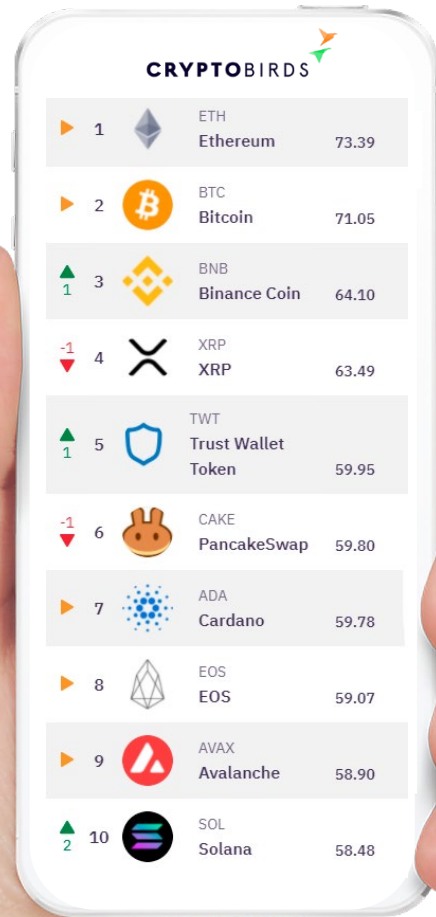 CRYPTOBIRDS
ETH
1 Ethereum 73.39
BTC
2 Bitcoin 71.05
BNB
1 3 Binance Coin 64.10
-1 XRP
4 XRP 63.49
TWT
1 5 Trust Wallet
Token 59.95
-1 CAKE
6 PancakeSwap 59.80
ADA
7 Cardano 59.78
EOS
8 EOS 59.07
AVAX
9 Avalanche 58.90
SOL
2 10 Solana 58.48